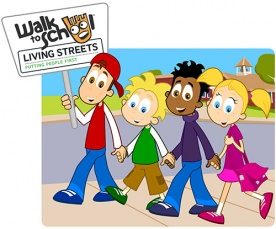 Walk
to School
LIVING STREETS
PUTTING PEOPLE FIRST